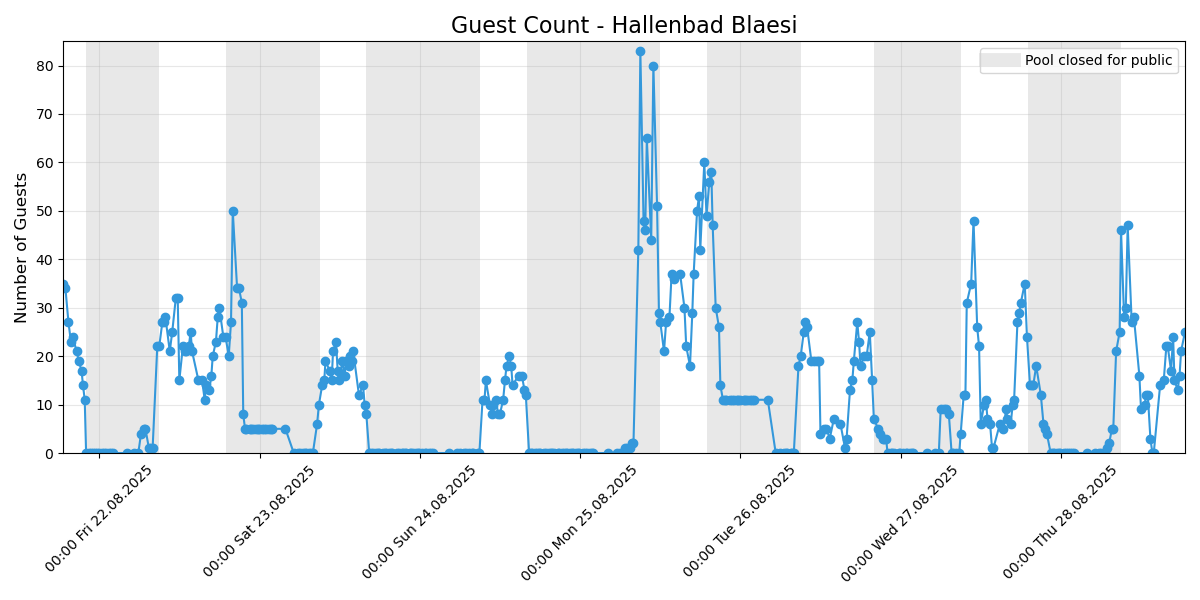 Guest Count - Hallenbad Blaesi
Pool closed for public
Number of Guests
80
70
60
50
40
30
20
10
0
00:00 Fri 22.08.2025
00:00 Sat 23.08.2025
00:00 Sun 24.08.2025
00:00 Mon 25.08.2025
00:00 Tue 26.08.2025
00:00 Wed 27.08.2025
00:00 Thu 28.08.2025